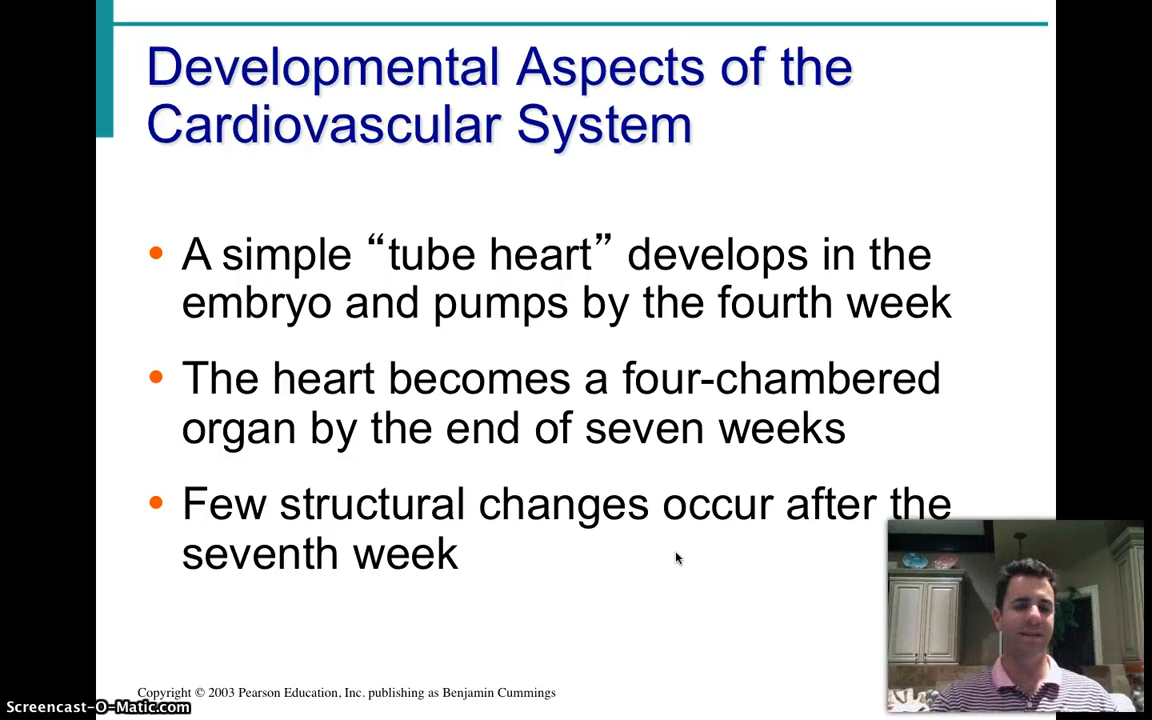 Developmental Aspects of the
Cardiovascular System
• A simple “tube heart” develops in the
embryo and pumps by the fourth week
• The heart becomes a four-chambered
organ by the end of seven weeks
• Few structural changes occur after the
seventh week
Copyright © 2003 Pearson Education, Inc. publishing as Benjamin Cummings
Screencast-O-Matic.com